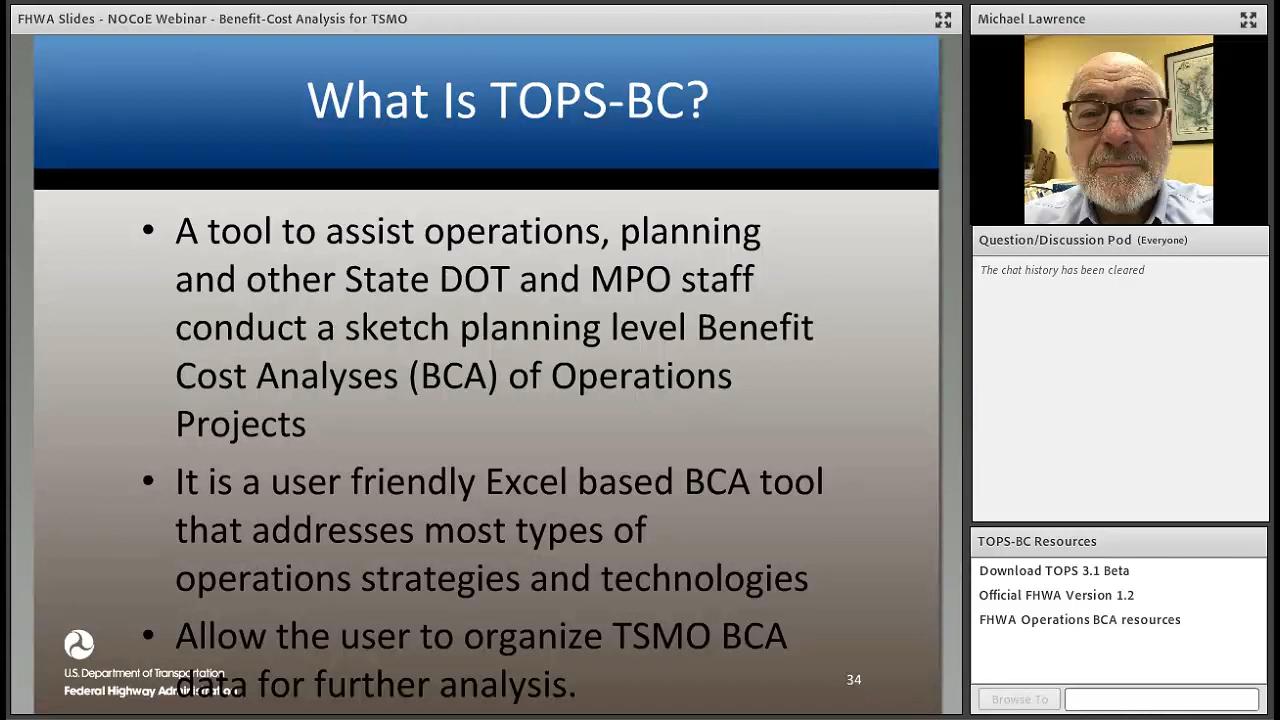 FHWA Slides - NOCoE Webinar - Benefit-Cost Analysis for TSMO
What Is TOPS-BC?
• A tool to assist operations, planning
and other State DOT and MPO staff
conduct a sketch planning level Benefit
Cost Analyses (BCA) of Operations
Projects
• It is a user friendly Excel based BCA tool
that addresses most types of
operations strategies and technologies
• Allow the user to organize TSMO BCA
data for further analysis.
U.S. Department of Transportation
Federal Highway Administration
34
Michael Lawrence
Question/Discussion Pod (Everyone)
The chat history has been cleared
TOPS-BC Resources
Download TOPS 3.1 Beta
Official FHWA Version 1.2
FHWA Operations BCA resources
Browse To